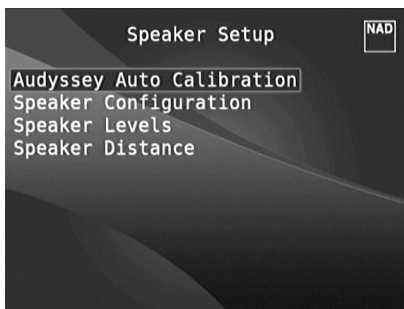 Speaker Setup
NAD
Audyssey Auto Calibration
Speaker Configuration
Speaker Levels
Speaker Distance